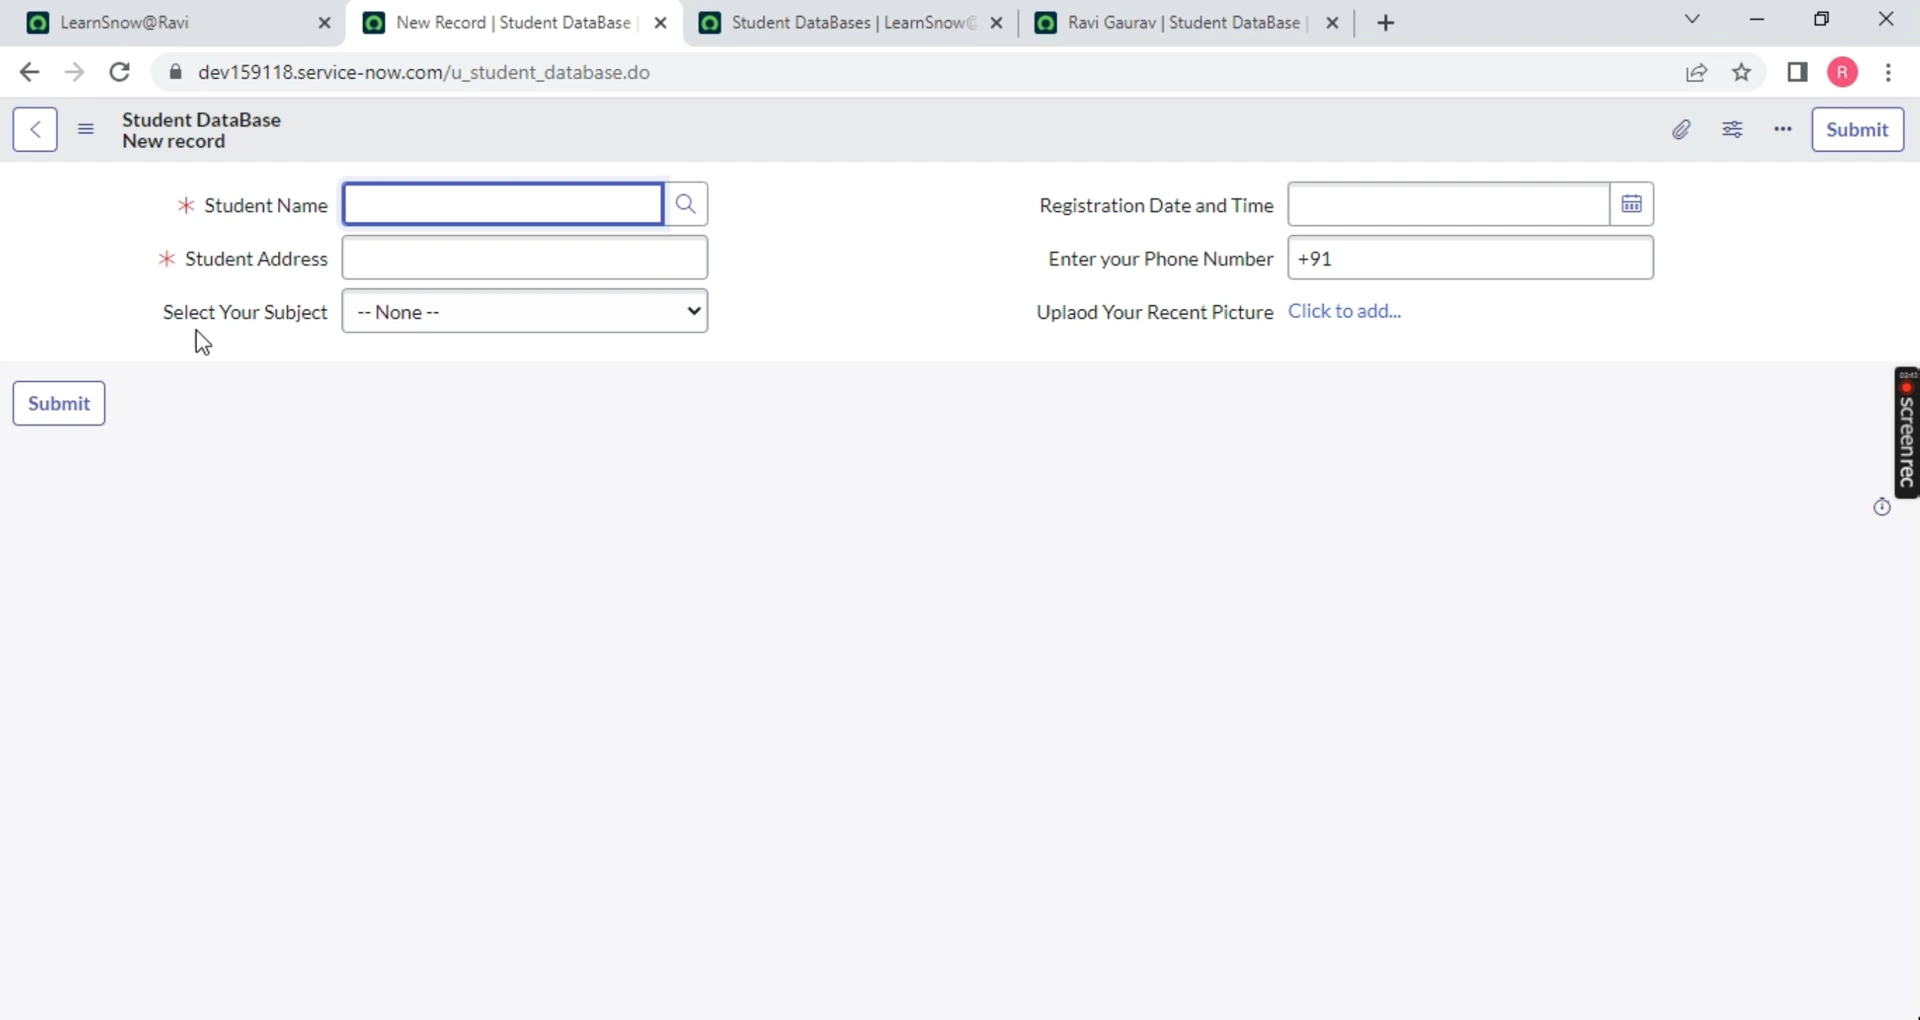 LearnSnow@Ravi
New Record | Student DataBase |
Student DataBases | LearnSnow@
Ravi Gaurav | Student DataBase |
dev159118.service-now.com/u_student_database.do
R
Student DataBase
New record
Submit
Student Name
Registration Date and Time
Student Address
Enter your Phone Number
+91
Select Your Subject
-- None --
Uplaod Your Recent Picture
Click to add...
Submit
screenrec